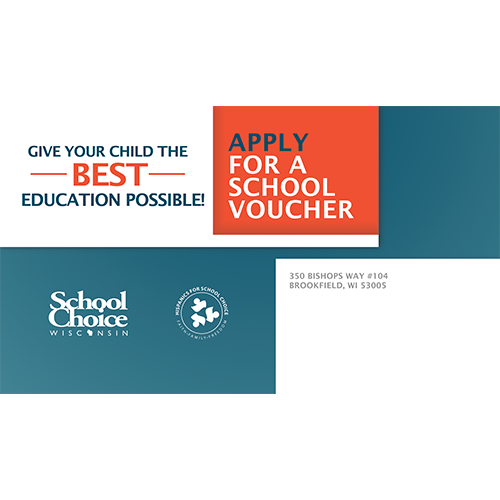 GIVE YOUR CHILD THE
BEST
EDUCATION POSSIBLE!
APPLY
FOR A
SCHOOL
VOUCHER
350 BISHOPS WAY #104
BROOKFIELD, WI 53005
School
Choice
WISCONSIN
HISPANICS FOR SCHOOL CHOICE
FAITH•FAMILY•FREEDOM